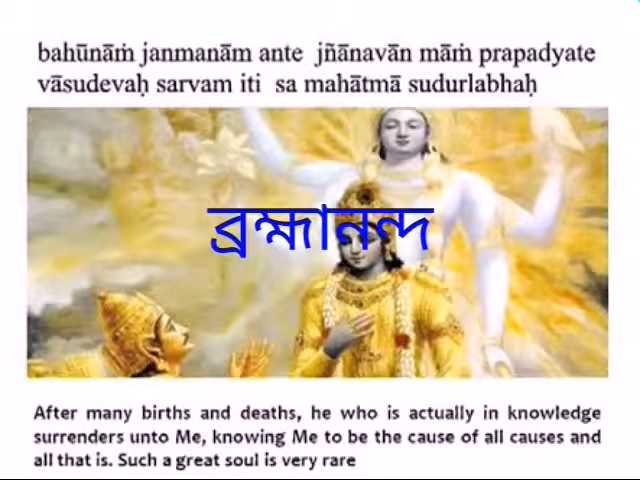 bahūnāṁ janmanām ante jñānavān māṁ prapadyate
vāsudevaḥ sarvam iti sa mahātmā sudurlabhaḥ
ব্রহ্মানন্দ
After many births and deaths, he who is actually in knowledge
surrenders unto Me, knowing Me to be the cause of all causes and
all that is. Such a great soul is very rare